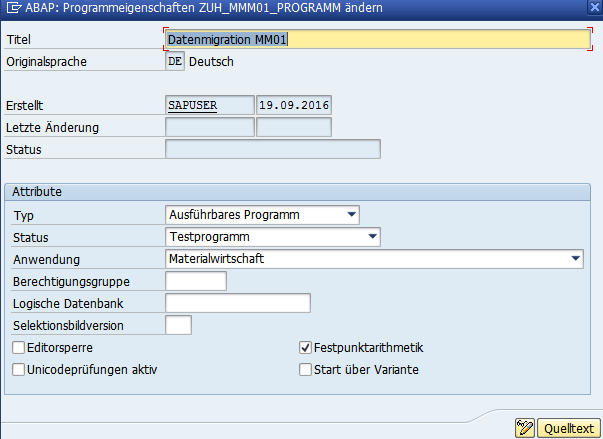 ABAP: Programmeigenschaften ZUH_MMM01_PROGRAMM ändern
Titel Datenmigration MM01
Originalsprache DE Deutsch
Erstellt SAPUSER 19.09.2016
Letzte Änderung
Status
Attribute
Typ Ausführbares Programm
Status Testprogramm
Anwendung Materialwirtschaft
Berechtigungsgruppe
Logische Datenbank
Selektionsbildversion
Editorsperre Festpunktarithmetik
Unicodeprüfungen aktiv Start über Variante
Quelltext